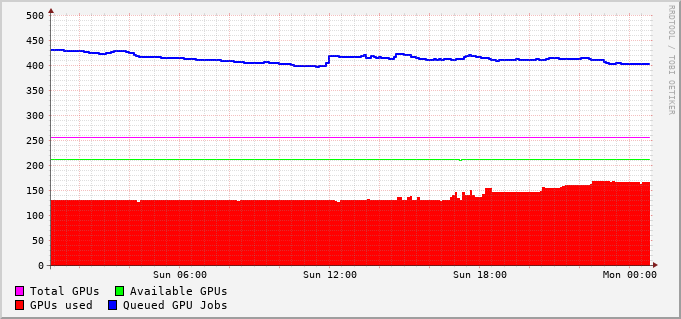 500
450
400
350
300
250
200
150
100
50
0
Sun 06:00 Sun 12:00 Sun 18:00 Mon 00:00
Total GPUs Available GPUs
GPUs used Queued GPU Jobs
RRDTOOL / TOBI OETIKER